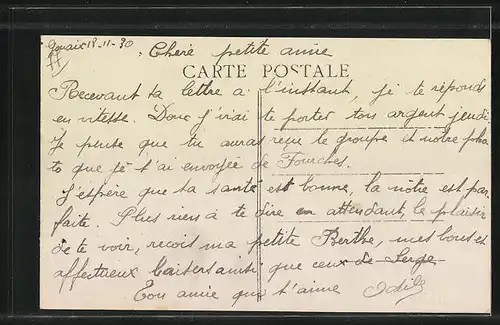 18-11-30
Chère petite amie
CARTE POSTALE
Recevant ta lettre a l'instant, je te réponds
en vitesse. Donc j'irai te porter ton argent jeudi.
Je pense que tu auras reçu le groupe et notre pho-
to que je t'ai envoyée de Fourches.
J'espère que ta santé est bonne, la nôtre est par-
faite. Plus rien a te dire en attendant, le plaisir
de te voir, reçois ma petite Berthe, mes bons et
affectueux baisers ainsi que ceux de Serge
Ton amie qui t'aime Odile